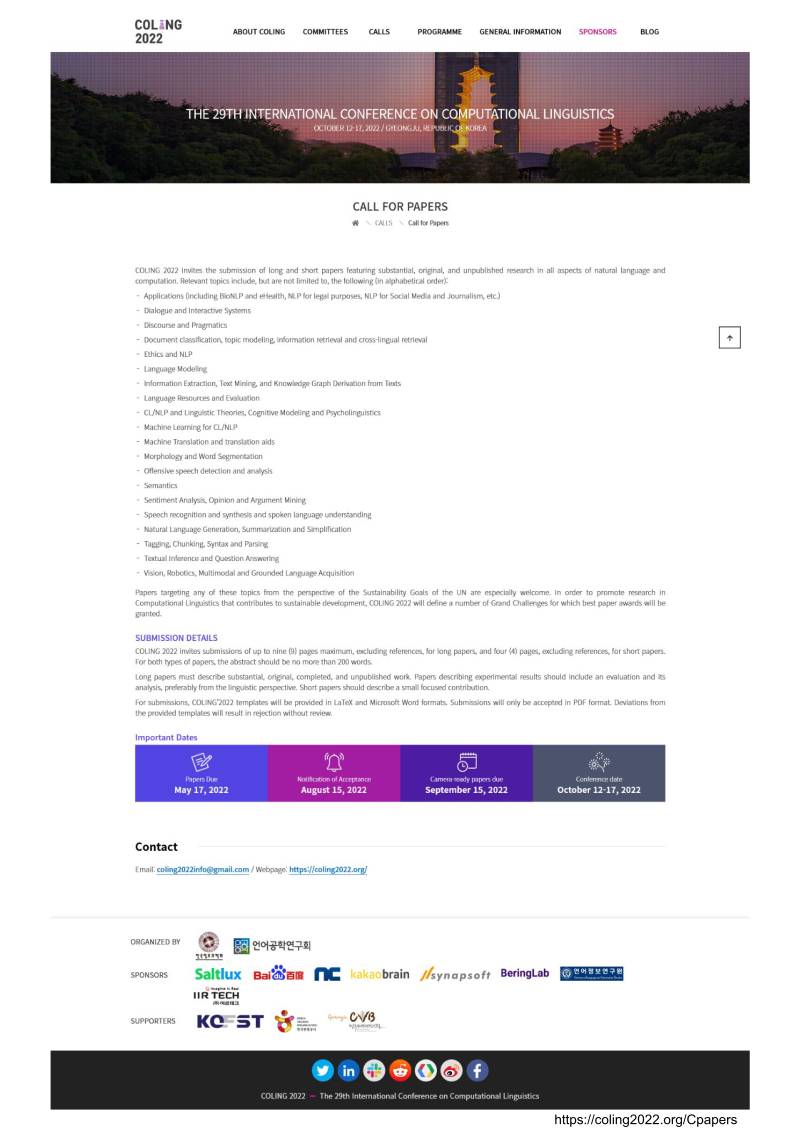 COLING
2022
ABOUT COLING COMMITTEES CALLS PROGRAMME GENERAL INFORMATION SPONSORS BLOG
THE 29TH INTERNATIONAL CONFERENCE ON COMPUTATIONAL LINGUISTICS
OCTOBER 12-17, 2022 / GYEONGJU, REPUBLIC OF KOREA
CALL FOR PAPERS
CALLS Call for Papers
COLING 2022 invites the submission of long and short papers featuring substantial, original, and unpublished research in all aspects of natural language and
computation. Relevant topics include, but are not limited to, the following (in alphabetical order):
- Applications (including BioNLP and eHealth, NLP for legal purposes, NLP for Social Media and Journalism, etc.)
- Dialogue and Interactive Systems
- Discourse and Pragmatics
- Document classification, topic modeling, information retrieval and cross-lingual retrieval
- Ethics and NLP
- Language Modeling
- Information Extraction, Text Mining, and Knowledge Graph Derivation from Texts
- Language Resources and Evaluation
- CL/NLP and Linguistic Theories, Cognitive Modeling and Psycholinguistics
- Machine Learning for CL/NLP
- Machine Translation and translation aids
- Morphology and Word Segmentation
- Offensive speech detection and analysis
- Semantics
- Sentiment Analysis, Opinion and Argument Mining
- Speech recognition and synthesis and spoken language understanding
- Natural Language Generation, Summarization and Simplification
- Tagging, Chunking, Syntax and Parsing
- Textual Inference and Question Answering
- Vision, Robotics, Multimodal and Grounded Language Acquisition
Papers targeting any of these topics from the perspective of the Sustainability Goals of the UN are especially welcome. In order to promote research in
Computational Linguistics that contributes to sustainable development, COLING 2022 will define a number of Grand Challenges for which best paper awards will be
granted.
SUBMISSION DETAILS
COLING 2022 invites submissions of up to nine (9) pages maximum, excluding references, for long papers, and four (4) pages, excluding references, for short papers.
For both types of papers, the abstract should be no more than 200 words.
Long papers must describe substantial, original, completed, and unpublished work. Papers describing experimental results should include an evaluation and its
analysis, preferably from the linguistic perspective. Short papers should describe a small focused contribution.
For submissions, COLING'2022 templates will be provided in LaTeX and Microsoft Word formats. Submissions will only be accepted in PDF format. Deviations from
the provided templates will result in rejection without review.
Important Dates
Papers Due Notification of Acceptance Camera-ready papers due Conference date
May 17, 2022 August 15, 2022 September 15, 2022 October 12-17, 2022
Contact
Email: coling2022info@gmail.com / Webpage: https://coling2022.org/
ORGANIZED BY 언어공학연구회
SPONSORS Saltlux Bai百度 NC kakaobrain synapsoft BeringLab 언어정보연구원
Imagine is Real
IIR TECH
SUPPORTERS KOFST
COLING 2022 ─ The 29th International Conference on Computational Linguistics
https://coling2022.org/Cpapers